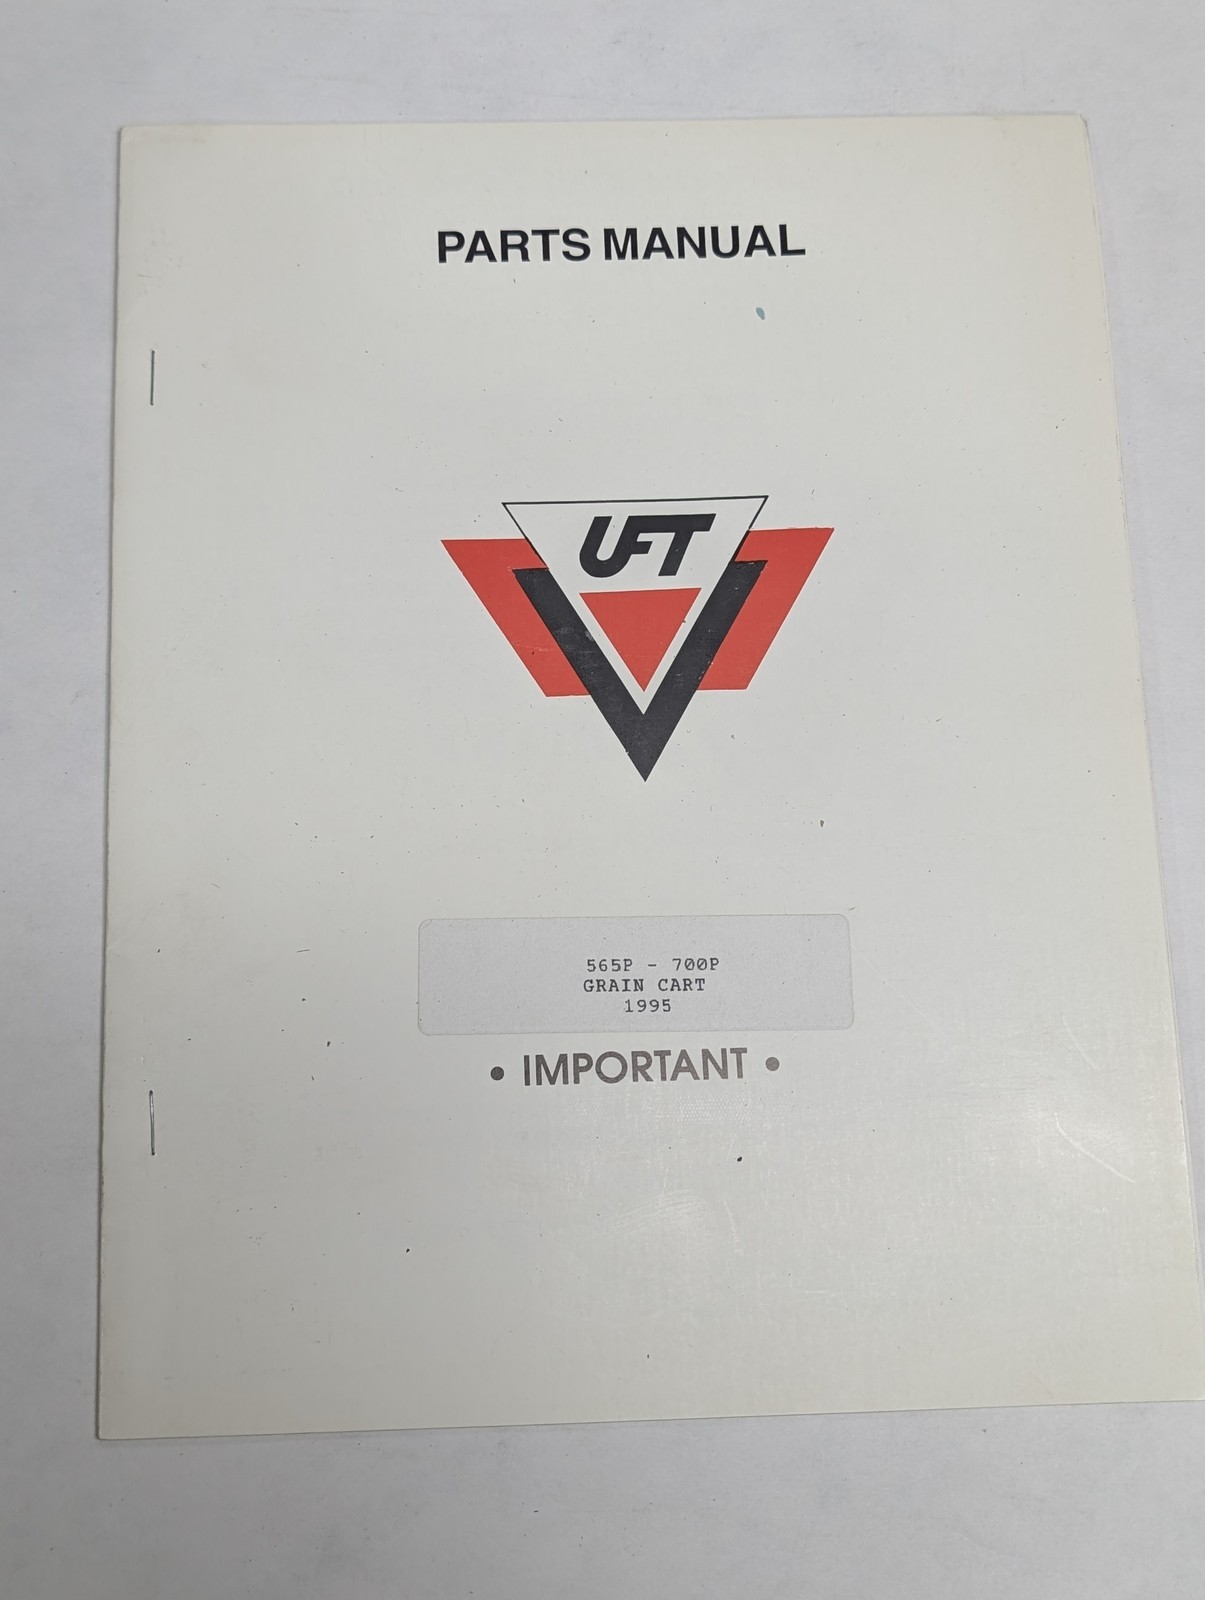 PARTS MANUAL
UFT
565P - 700P
GRAIN CART
1995
• IMPORTANT •